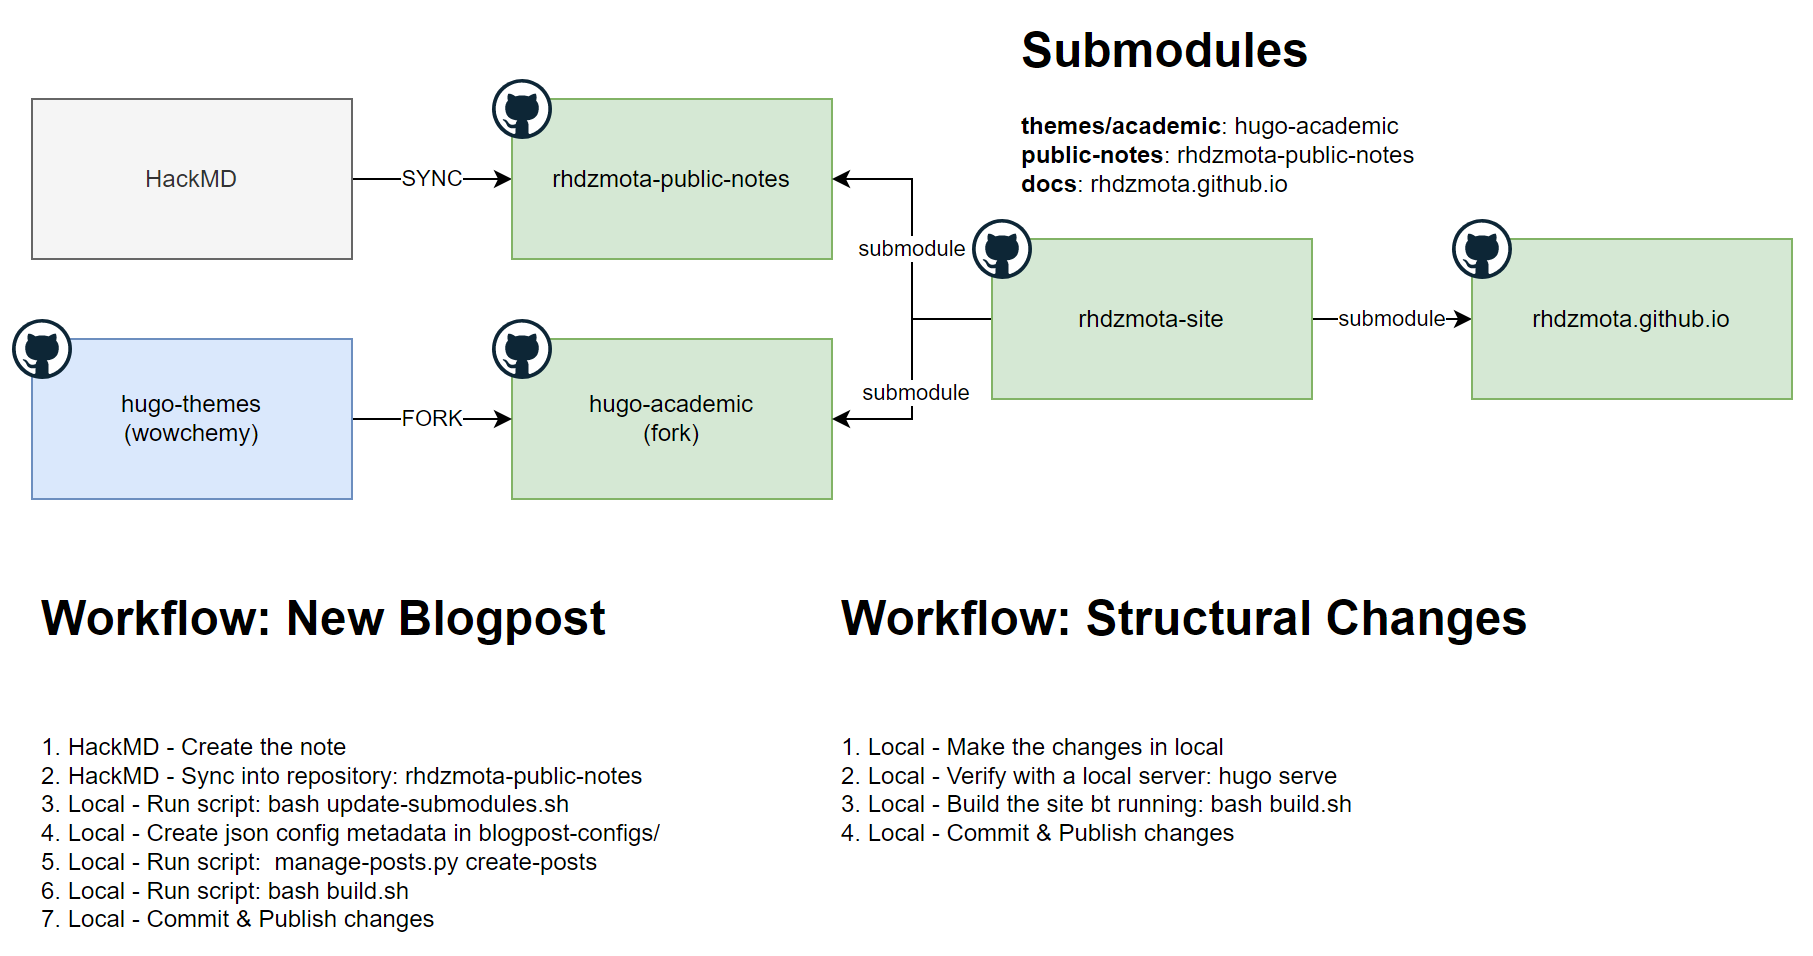 Submodules
themes/academic: hugo-academic
public-notes: rhdzmota-public-notes
docs: rhdzmota.github.io
HackMD
SYNC
rhdzmota-public-notes
submodule
rhdzmota-site
submodule
rhdzmota.github.io
hugo-themes
(wowchemy)
FORK
hugo-academic
(fork)
submodule
Workflow: New Blogpost
1. HackMD - Create the note
2. HackMD - Sync into repository: rhdzmota-public-notes
3. Local - Run script: bash update-submodules.sh
4. Local - Create json config metadata in blogpost-configs/
5. Local - Run script:  manage-posts.py create-posts
6. Local - Run script: bash build.sh
7. Local - Commit & Publish changes
Workflow: Structural Changes
1. Local - Make the changes in local
2. Local - Verify with a local server: hugo serve
3. Local - Build the site bt running: bash build.sh
4. Local - Commit & Publish changes